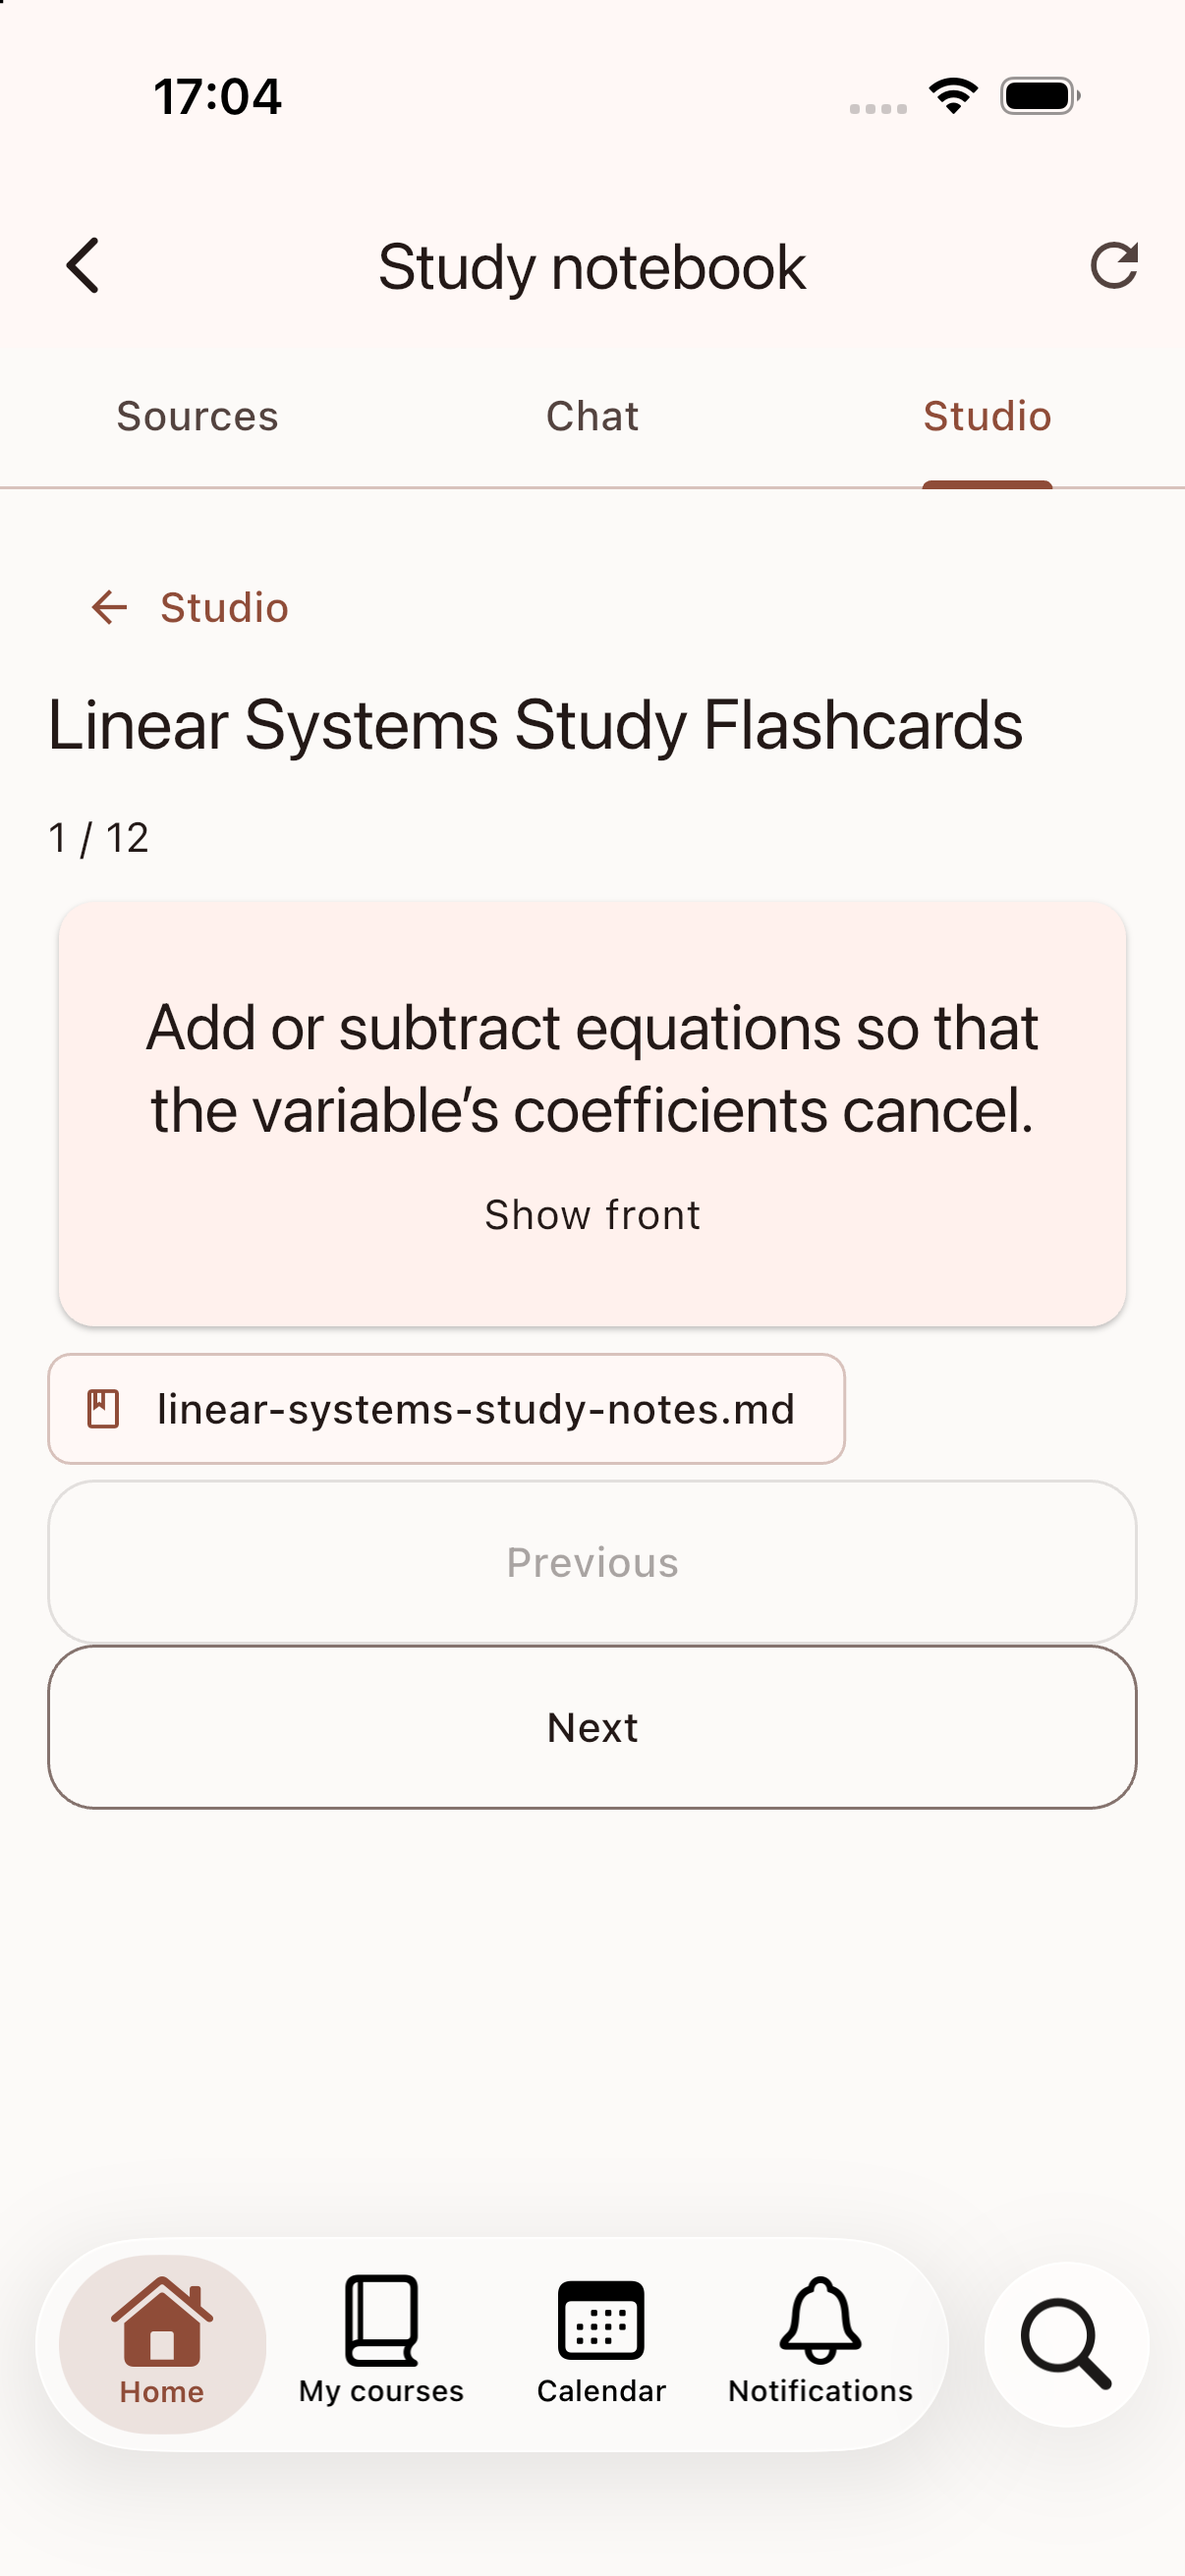 17:04
Study notebook
Sources
Chat
Studio
Studio
Linear Systems Study Flashcards
1 / 12
Add or subtract equations so that
the variable’s coefficients cancel.
Show front
linear-systems-study-notes.md
Previous
Next
Home
My courses
Calendar
Notifications